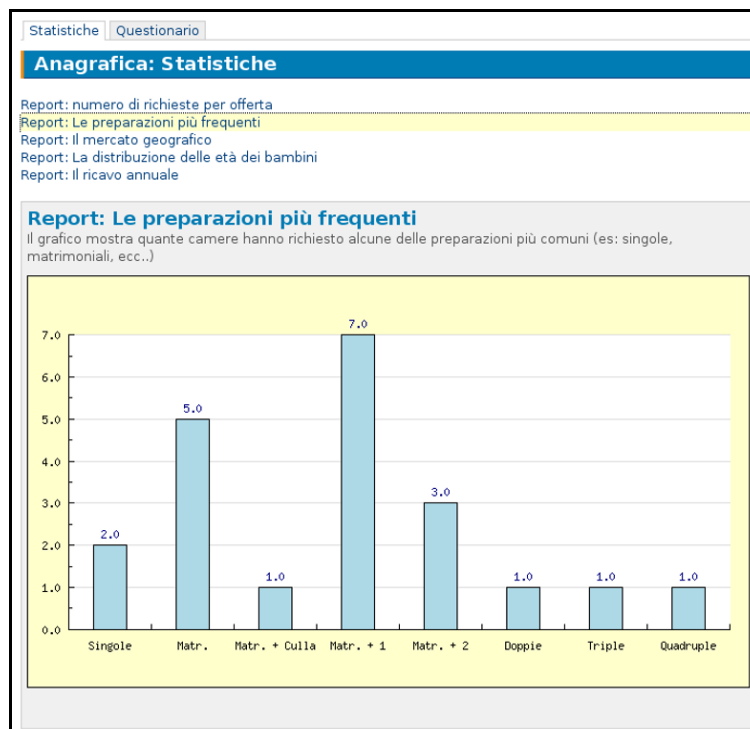 Statistiche Questionario
Anagrafica: Statistiche
Report: numero di richieste per offerta
Report: Le preparazioni più frequenti
Report: Il mercato geografico
Report: La distribuzione delle età dei bambini
Report: Il ricavo annuale
Report: Le preparazioni più frequenti
Il grafico mostra quante camere hanno richiesto alcune delle preparazioni più comuni (es: singole,
matrimoniali, ecc..)
7.0
7.0
6.0
5.0
5.0
4.0
3.0
3.0
2.0
2.0
1.0
1.0 1.0 1.0 1.0
0.0
Singole Matr. Matr. + Culla Matr. + 1 Matr. + 2 Doppie Triple Quadruple